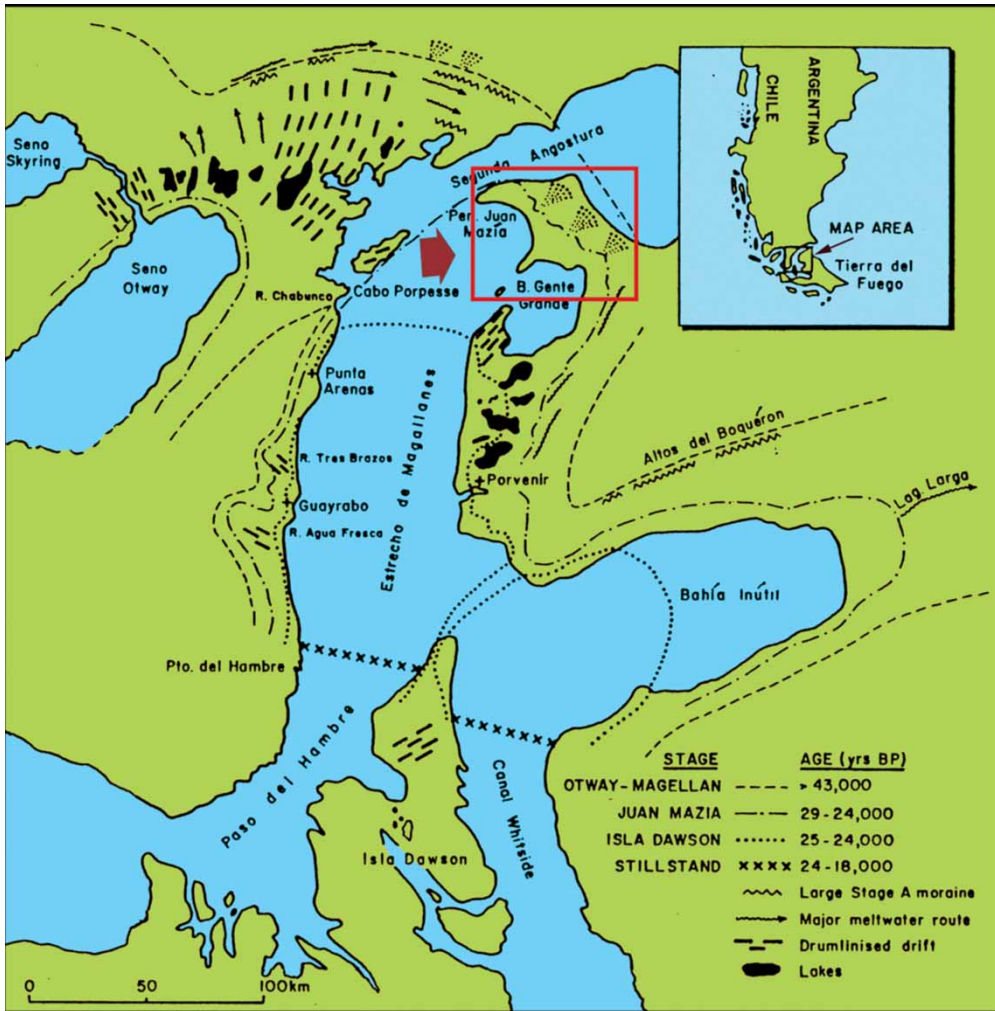 Seno
Skyring
Seno
Otway
R. Chabunco
Segunda Angostura
Pen. Juan
Mazía
Cabo Porpesse
B. Gente
Grande
Punta
Arenas
R. Tres Brazos
Guayrabo
R. Agua Fresca
Estrecho de Magallanes
Porvenir
Altos del Boquéron
Lag. Larga
Bahía Inútil
Pto. del Hambre
Paso del Hambre
Isla Dawson
Canal Whitside
ARGENTINA
CHILE
MAP AREA
Tierra del
Fuego
STAGE AGE (yrs BP)
OTWAY-MAGELLAN > 43,000
JUAN MAZIA 29-24,000
ISLA DAWSON 25-24,000
STILLSTAND 24-18,000
Large Stage A moraine
Major meltwater route
Drumlinised drift
Lakes
0 50 100km